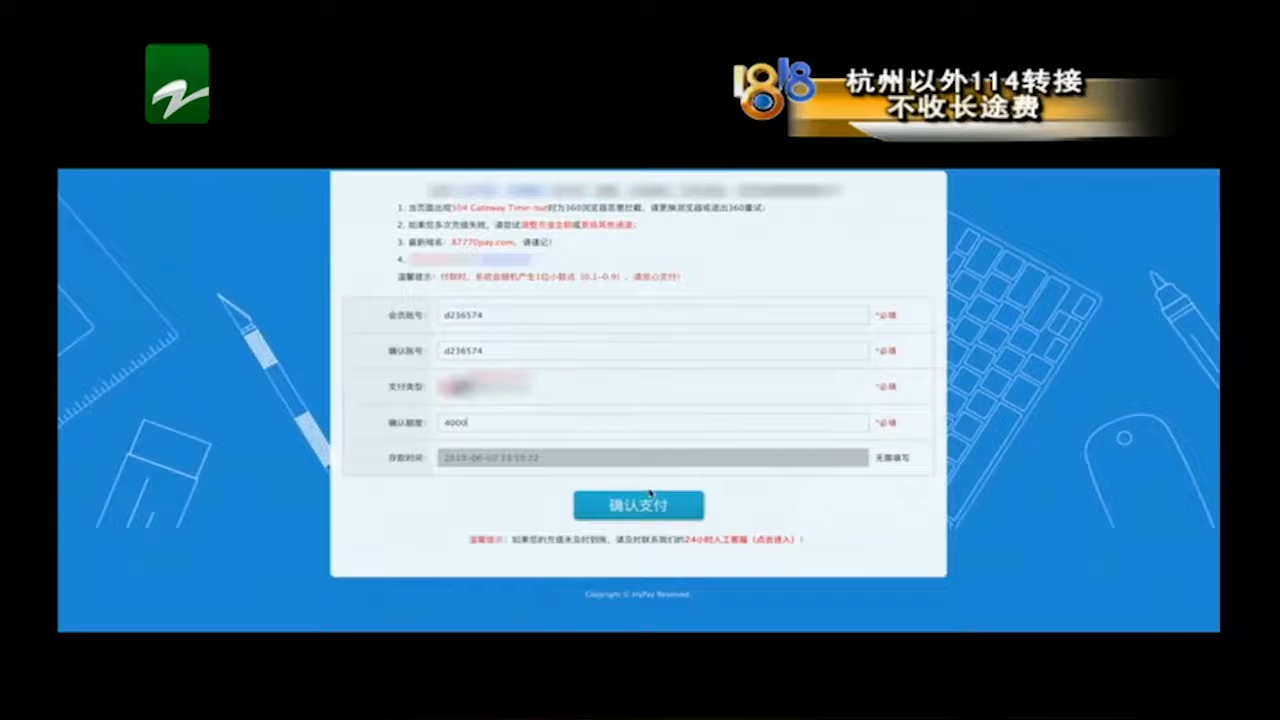 1818
杭州以外114转接
不收长途费
1. 当页面出现504 Gateway Time-out时为360浏览器恶意拦截，请更换浏览器或退出360重试。
2. 如果您多次充值失败，请尝试调整充值金额或更换其他通道。
3. 最新域名：87770pay.com，请谨记！
4.
温馨提示：付款时，系统会随机产生1位小数点（0.1-0.9），请放心支付！
会员账号： d236574 *必填
确认账号： d236574 *必填
支付类型： *必填
确认额度： 4000 *必填
存款时间： 无需填写
确认支付
温馨提示：如果您的充值未及时到账，请及时联系我们的24小时人工客服（点击进入）！
Copyright © myPay Reserved.